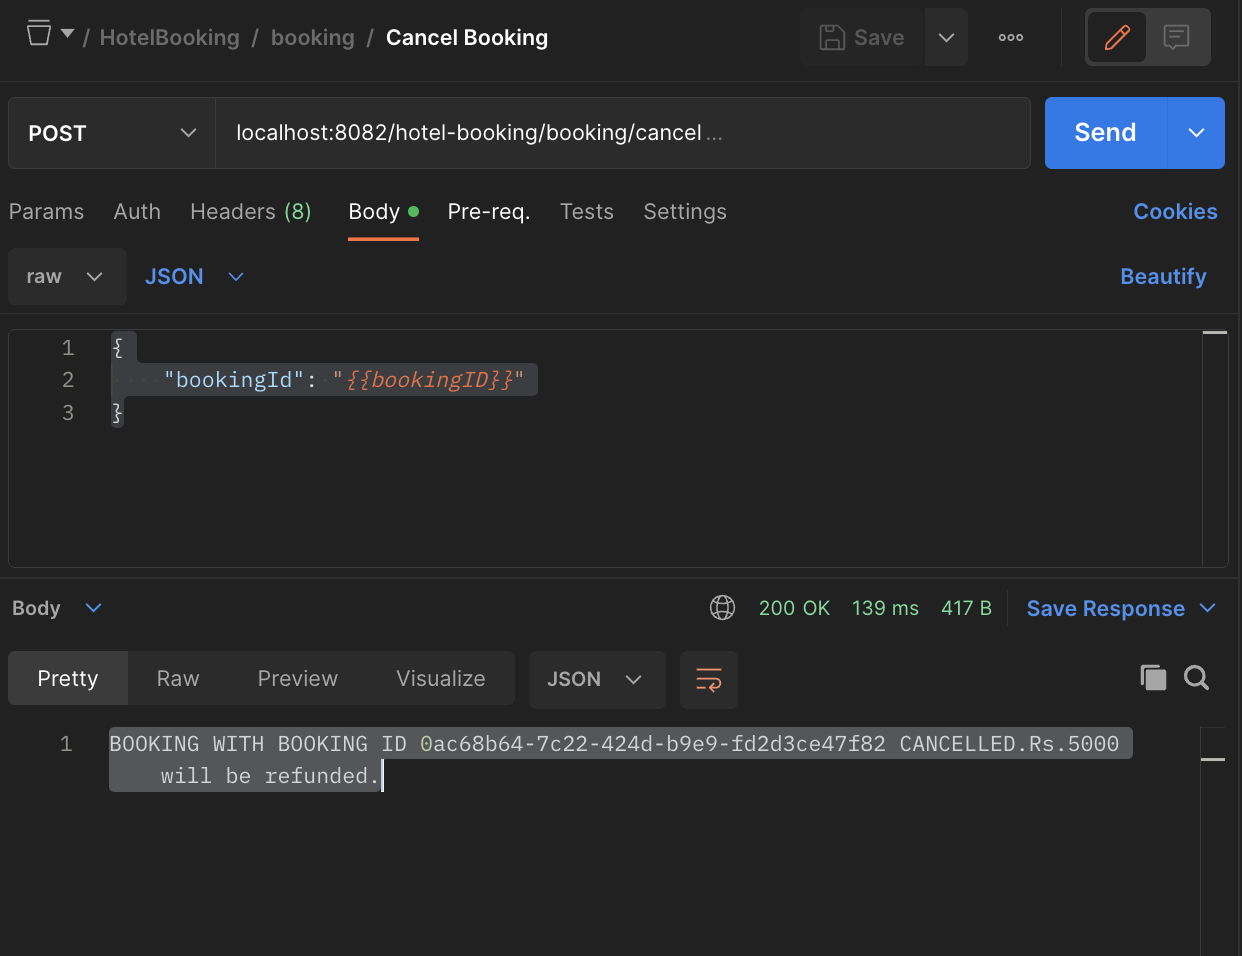 / HotelBooking / booking / Cancel Booking
Save
POST
localhost:8082/hotel-booking/booking/cancel...
Send
Params Auth Headers (8) Body Pre-req. Tests Settings
Cookies
raw JSON
Beautify
1 {
2 "bookingId": "{{bookingID}}"
3 }
Body
200 OK 139 ms 417 B Save Response
Pretty Raw Preview Visualize JSON
1 BOOKING WITH BOOKING ID 0ac68b64-7c22-424d-b9e9-fd2d3ce47f82 CANCELLED.Rs.5000
will be refunded.